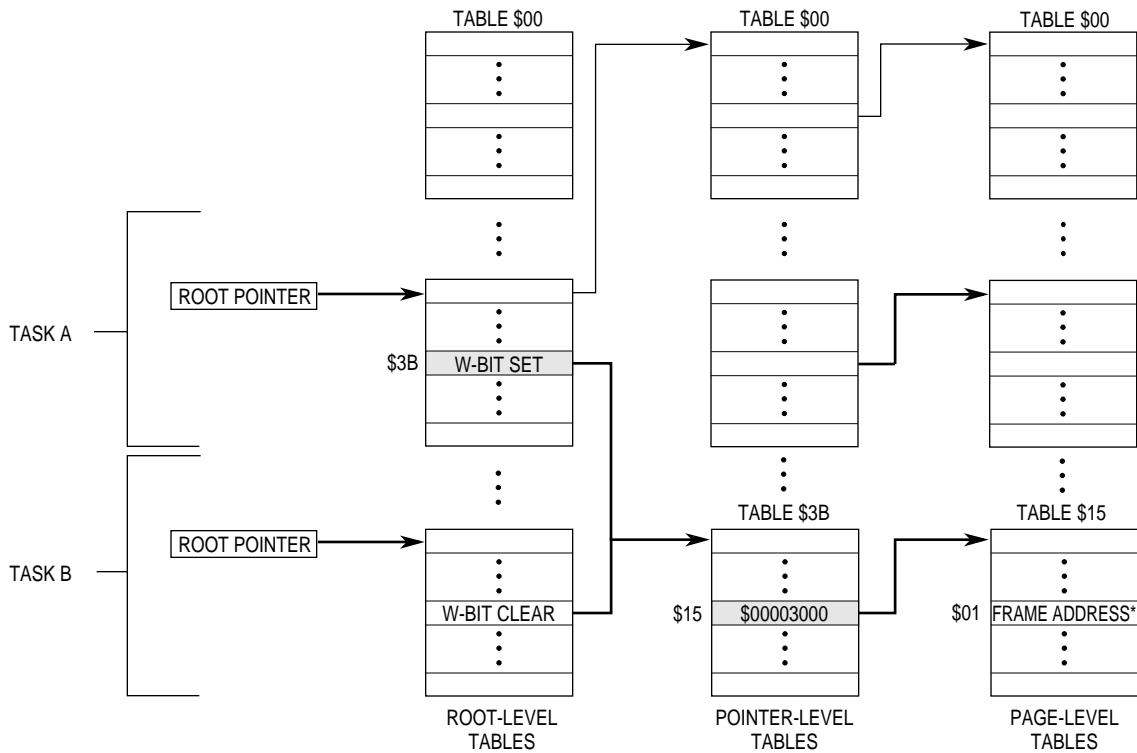 TABLE $00
TABLE $00
TABLE $00
TASK A
ROOT POINTER
$3B
W-BIT SET
TASK B
ROOT POINTER
W-BIT CLEAR
TABLE $3B
$15
$00003000
TABLE $15
$01
FRAME ADDRESS*
ROOT-LEVEL
TABLES
POINTER-LEVEL
TABLES
PAGE-LEVEL
TABLES